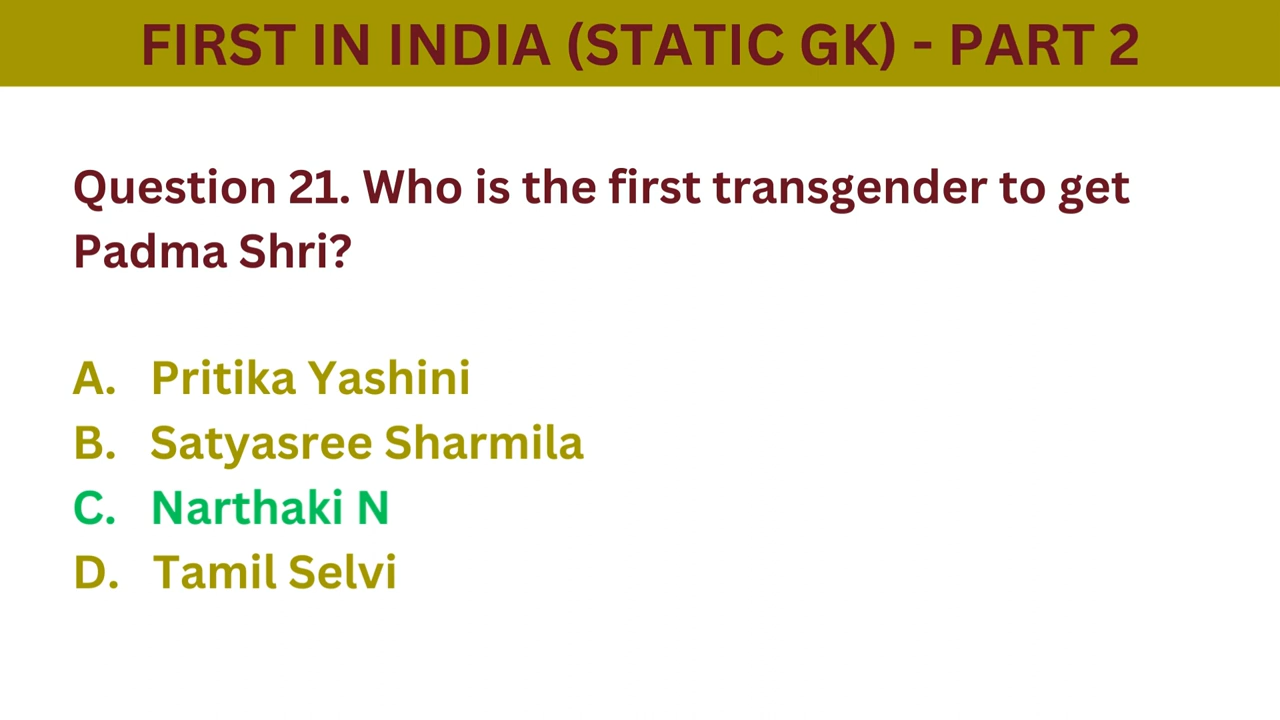 FIRST IN INDIA (STATIC GK) - PART 2
Question 21. Who is the first transgender to get
Padma Shri?
A. Pritika Yashini
B. Satyasree Sharmila
C. Narthaki N
D. Tamil Selvi